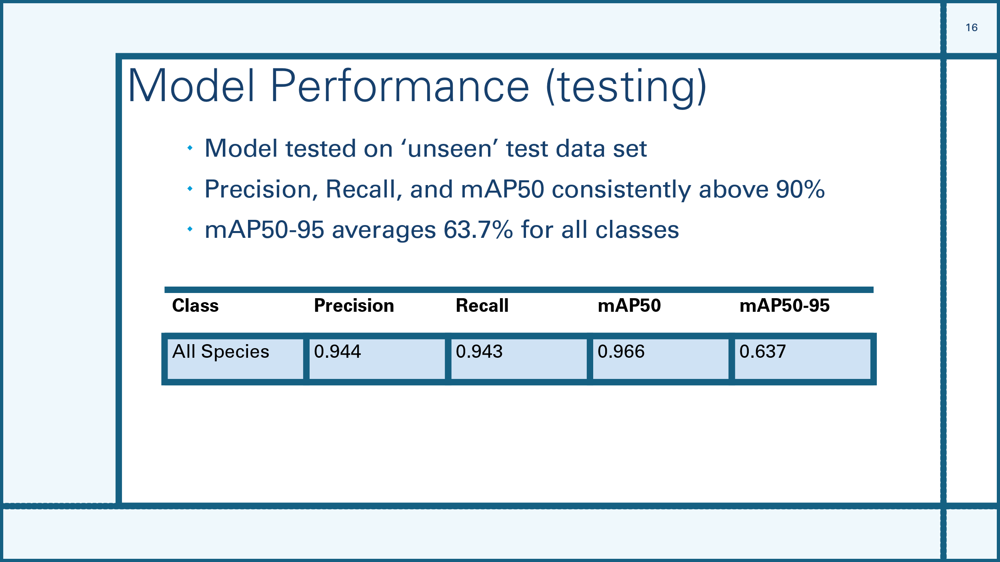 16
Model Performance (testing)
Model tested on ‘unseen’ test data set
Precision, Recall, and mAP50 consistently above 90%
mAP50-95 averages 63.7% for all classes
Class Precision Recall mAP50 mAP50-95
All Species 0.944 0.943 0.966 0.637